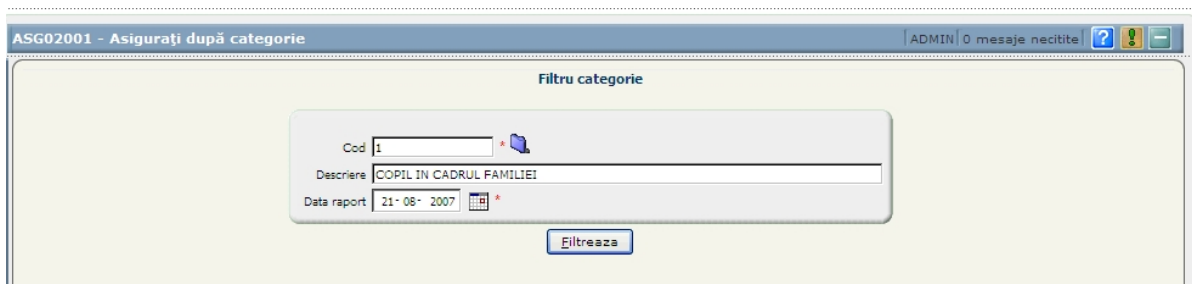 ASG02001 - Asiguraţi după categorie ADMIN 0 mesaje necitite
Filtru categorie
Cod 1 *
Descriere COPIL IN CADRUL FAMILIEI
Data raport 21- 08- 2007 *
Filtreaza